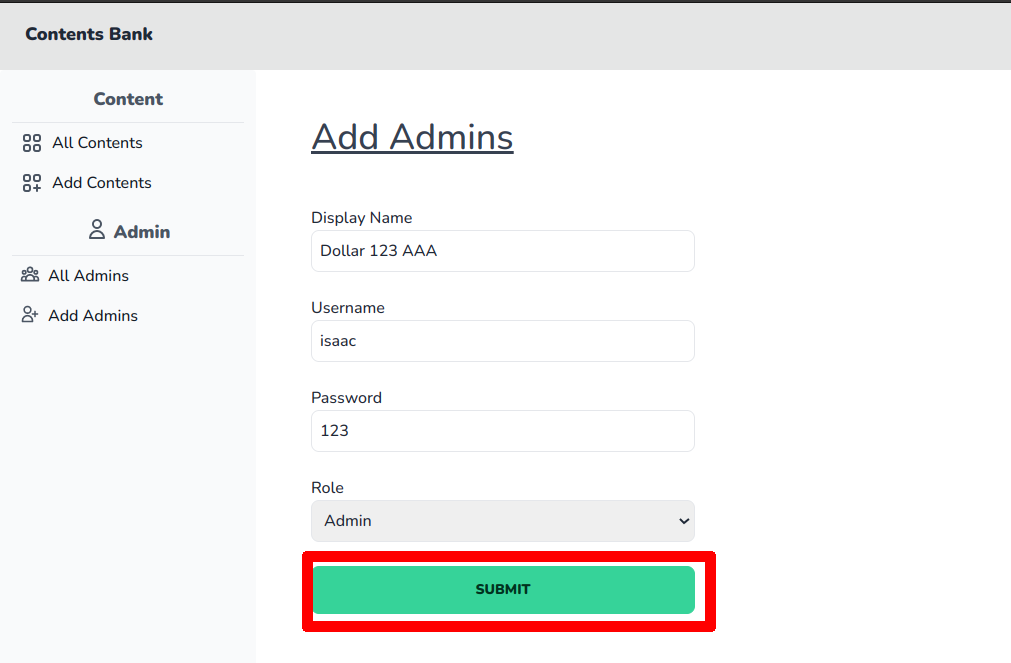 Contents Bank
Content
All Contents
Add Contents
Admin
All Admins
Add Admins
Add Admins
Display Name
Dollar 123 AAA
Username
isaac
Password
123
Role
Admin
SUBMIT